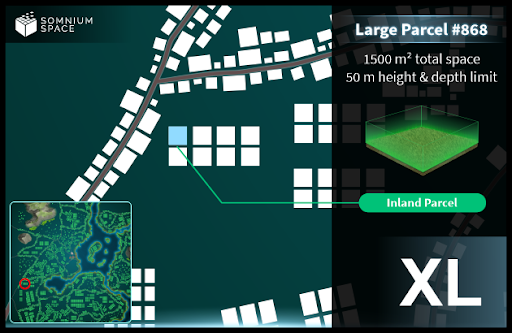 SOMNIUM
SPACE
Large Parcel #868
1500 m² total space
50 m height & depth limit
Inland Parcel
XL